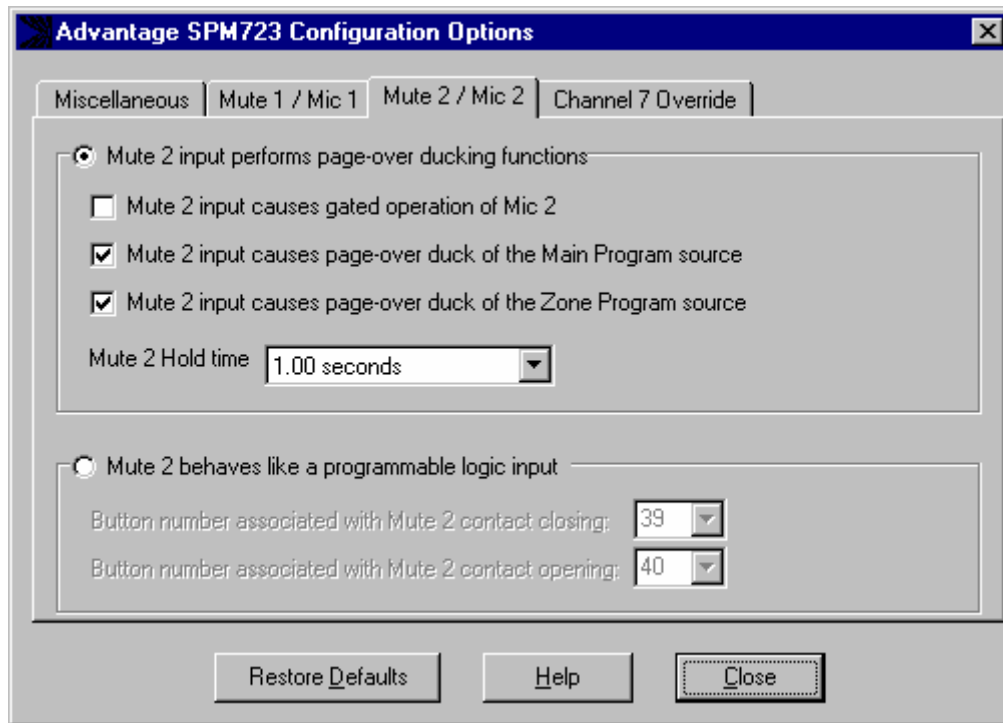 Advantage SPM723 Configuration Options
Miscellaneous
Mute 1 / Mic 1
Mute 2 / Mic 2
Channel 7 Override
Mute 2 input performs page-over ducking functions
Mute 2 input causes gated operation of Mic 2
Mute 2 input causes page-over duck of the Main Program source
Mute 2 input causes page-over duck of the Zone Program source
Mute 2 Hold time
1.00 seconds
Mute 2 behaves like a programmable logic input
Button number associated with Mute 2 contact closing:
39
Button number associated with Mute 2 contact opening:
40
Restore Defaults
Help
Close